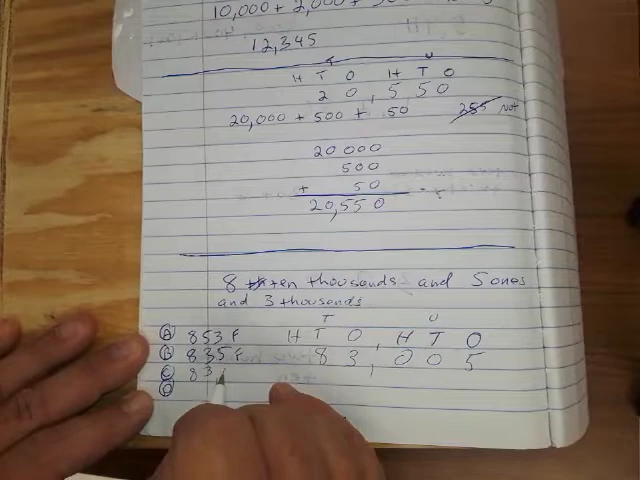 10,000 + 2,000 +
12,345
T U
H T O H T O
2 0 , 5 5 0
20,000 + 500 + 50 255 Not
20000
500
+ 50
20,550
8 ten thousands and 5 ones
and 3 thousands
T U
A 853 F H T O , H T O
B 835 F 8 3 , 0 0 5
C 83
D